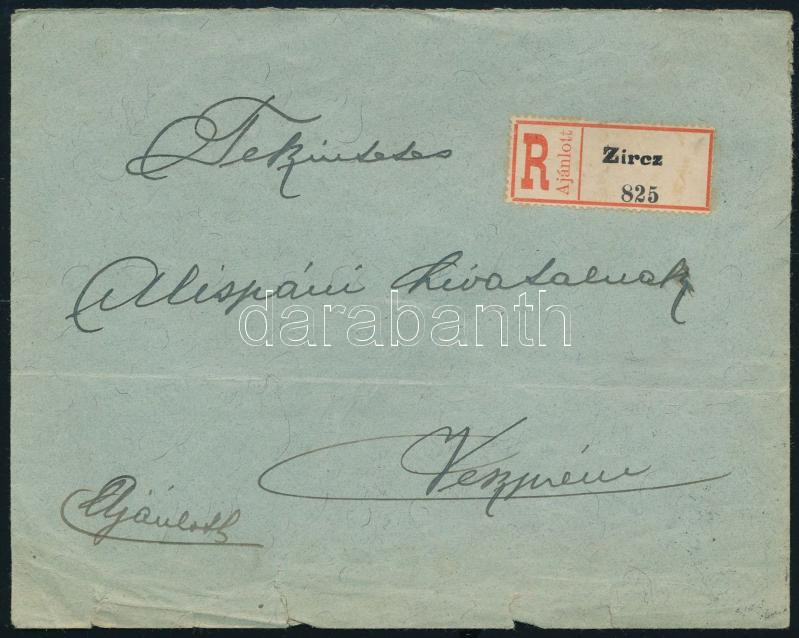 Tekintetes
R Ajánlott Zircz
825
Alispáni hivatalnak
darabanth
Veszprém
Ajánlott